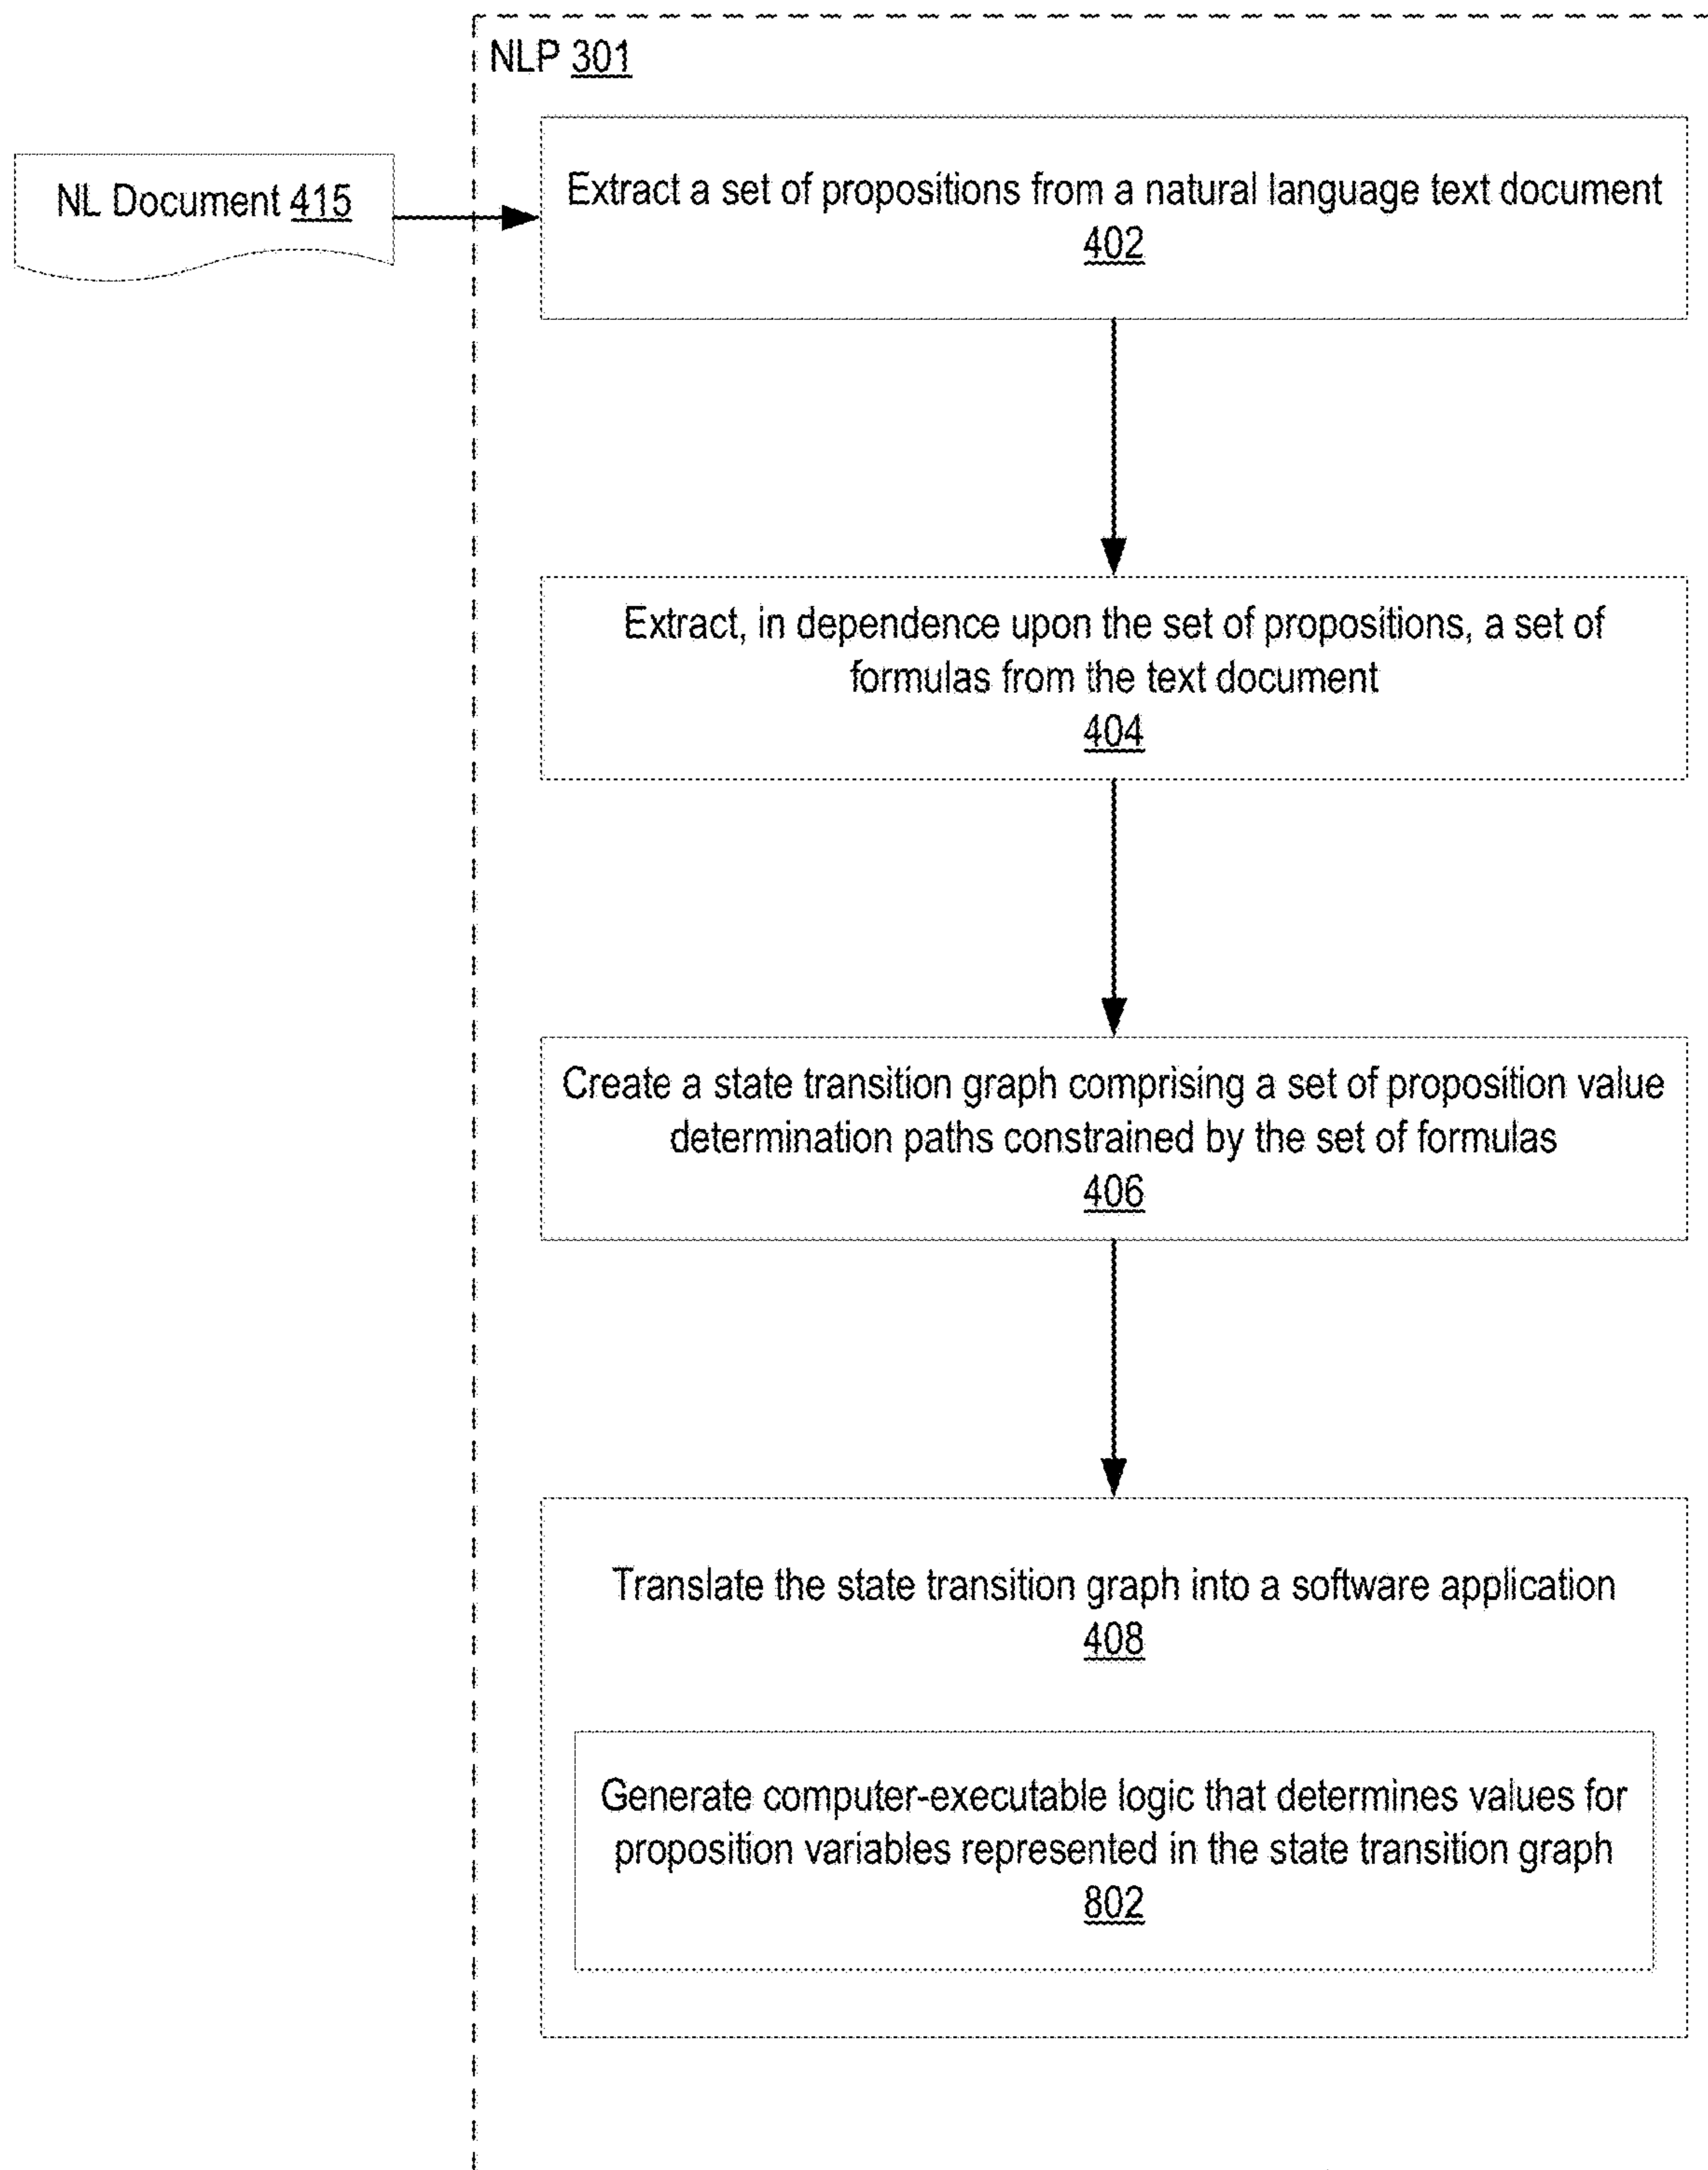 NLP 301
NL Document 415
Extract a set of propositions from a natural language text document
402
Extract, in dependence upon the set of propositions, a set of
formulas from the text document
404
Create a state transition graph comprising a set of proposition value
determination paths constrained by the set of formulas
406
Translate the state transition graph into a software application
408
Generate computer-executable logic that determines values for
proposition variables represented in the state transition graph
802